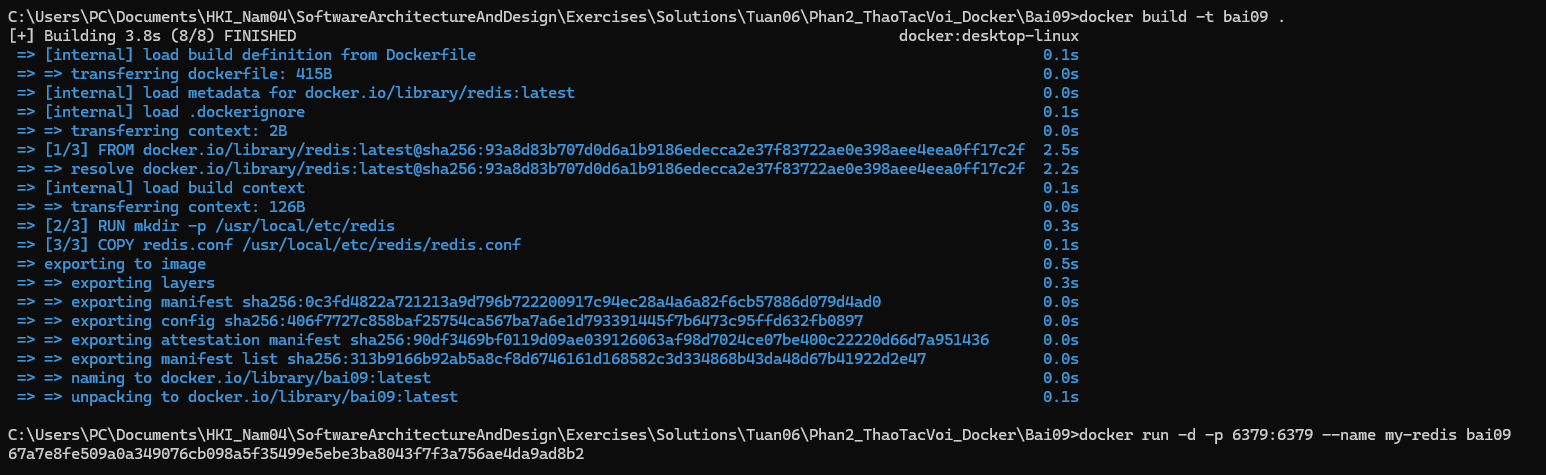 C:\Users\PC\Documents\HKI_Nam04\SoftwareArchitectureAndDesign\Exercises\Solutions\Tuan06\Phan2_ThaoTacVoi_Docker\Bai09>docker build -t bai09 .
[+] Building 3.8s (8/8) FINISHED docker:desktop-linux
=> [internal] load build definition from Dockerfile 0.1s
=> => transferring dockerfile: 415B 0.0s
=> [internal] load metadata for docker.io/library/redis:latest 0.0s
=> [internal] load .dockerignore 0.1s
=> => transferring context: 2B 0.0s
=> [1/3] FROM docker.io/library/redis:latest@sha256:93a8d83b707d0d6a1b9186edecca2e37f83722ae0e398aee4eea0ff17c2f 2.5s
=> => resolve docker.io/library/redis:latest@sha256:93a8d83b707d0d6a1b9186edecca2e37f83722ae0e398aee4eea0ff17c2f 2.2s
=> [internal] load build context 0.1s
=> => transferring context: 126B 0.0s
=> [2/3] RUN mkdir -p /usr/local/etc/redis 0.3s
=> [3/3] COPY redis.conf /usr/local/etc/redis/redis.conf 0.1s
=> exporting to image 0.5s
=> => exporting layers 0.3s
=> => exporting manifest sha256:0c3fd4822a721213a9d796b722200917c94ec28a4a6a82f6cb57886d079d4ad0 0.0s
=> => exporting config sha256:406f7727c858baf25754ca567ba7a6e1d793391445f7b6473c95ffd632fb0897 0.0s
=> => exporting attestation manifest sha256:90df3469bf0119d09ae039126063af98d7024ce07be400c22220d66d7a951436 0.0s
=> => exporting manifest list sha256:313b9166b92ab5a8cf8d6746161d168582c3d334868b43da48d67b41922d2e47 0.0s
=> => naming to docker.io/library/bai09:latest 0.0s
=> => unpacking to docker.io/library/bai09:latest 0.1s
C:\Users\PC\Documents\HKI_Nam04\SoftwareArchitectureAndDesign\Exercises\Solutions\Tuan06\Phan2_ThaoTacVoi_Docker\Bai09>docker run -d -p 6379:6379 --name my-redis bai09
67a7e8fe509a0a349076cb098a5f35499e5ebe3ba8043f7f3a756ae4da9ad8b2